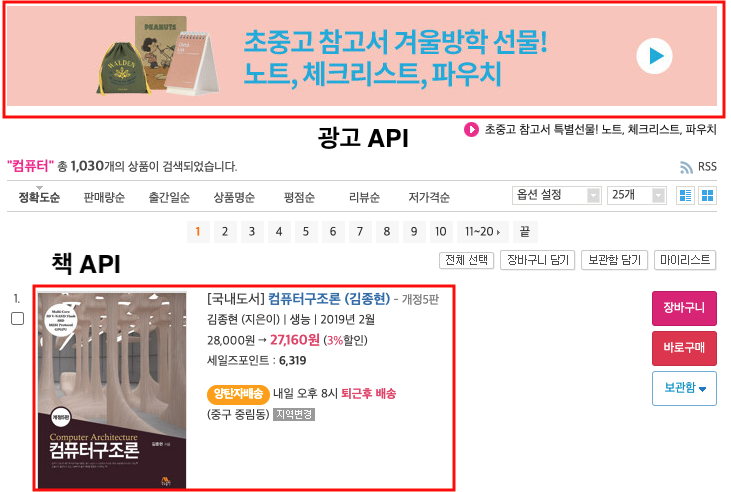 PEANUTS
WALDEN
초중고 참고서 겨울방학 선물!
노트, 체크리스트, 파우치
광고 API
초중고 참고서 특별선물! 노트, 체크리스트, 파우치
"컴퓨터" 총 1,030개의 상품이 검색되었습니다.
RSS
정확도순 판매량순 출간일순 상품명순 평점순 리뷰순 저가격순 옵션 설정 25개
1 2 3 4 5 6 7 8 9 10 11~20 끝
책 API
전체 선택 장바구니 담기 보관함 담기 마이리스트
1.
[국내도서] 컴퓨터구조론 (김종현) - 개정5판
김종현 (지은이) | 생능 | 2019년 2월
28,000원 → 27,160원 (3%할인)
세일즈포인트 : 6,319
양탄자배송 내일 오후 8시 퇴근후 배송
(중구 중림동) 지역변경
장바구니
바로구매
보관함
개정5판
Computer Architecture
컴퓨터구조론
김종현 지음